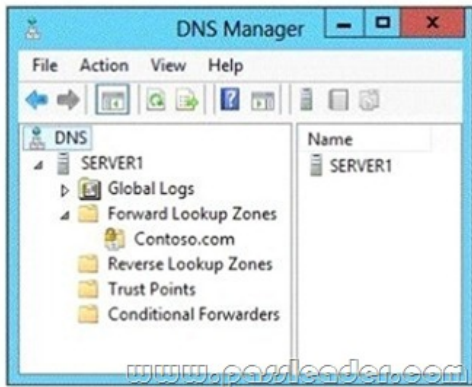 DNS Manager
File Action View Help
DNS
SERVER1
Global Logs
Forward Lookup Zones
Contoso.com
Reverse Lookup Zones
Trust Points
Conditional Forwarders
Name
SERVER1
www.passleader.com